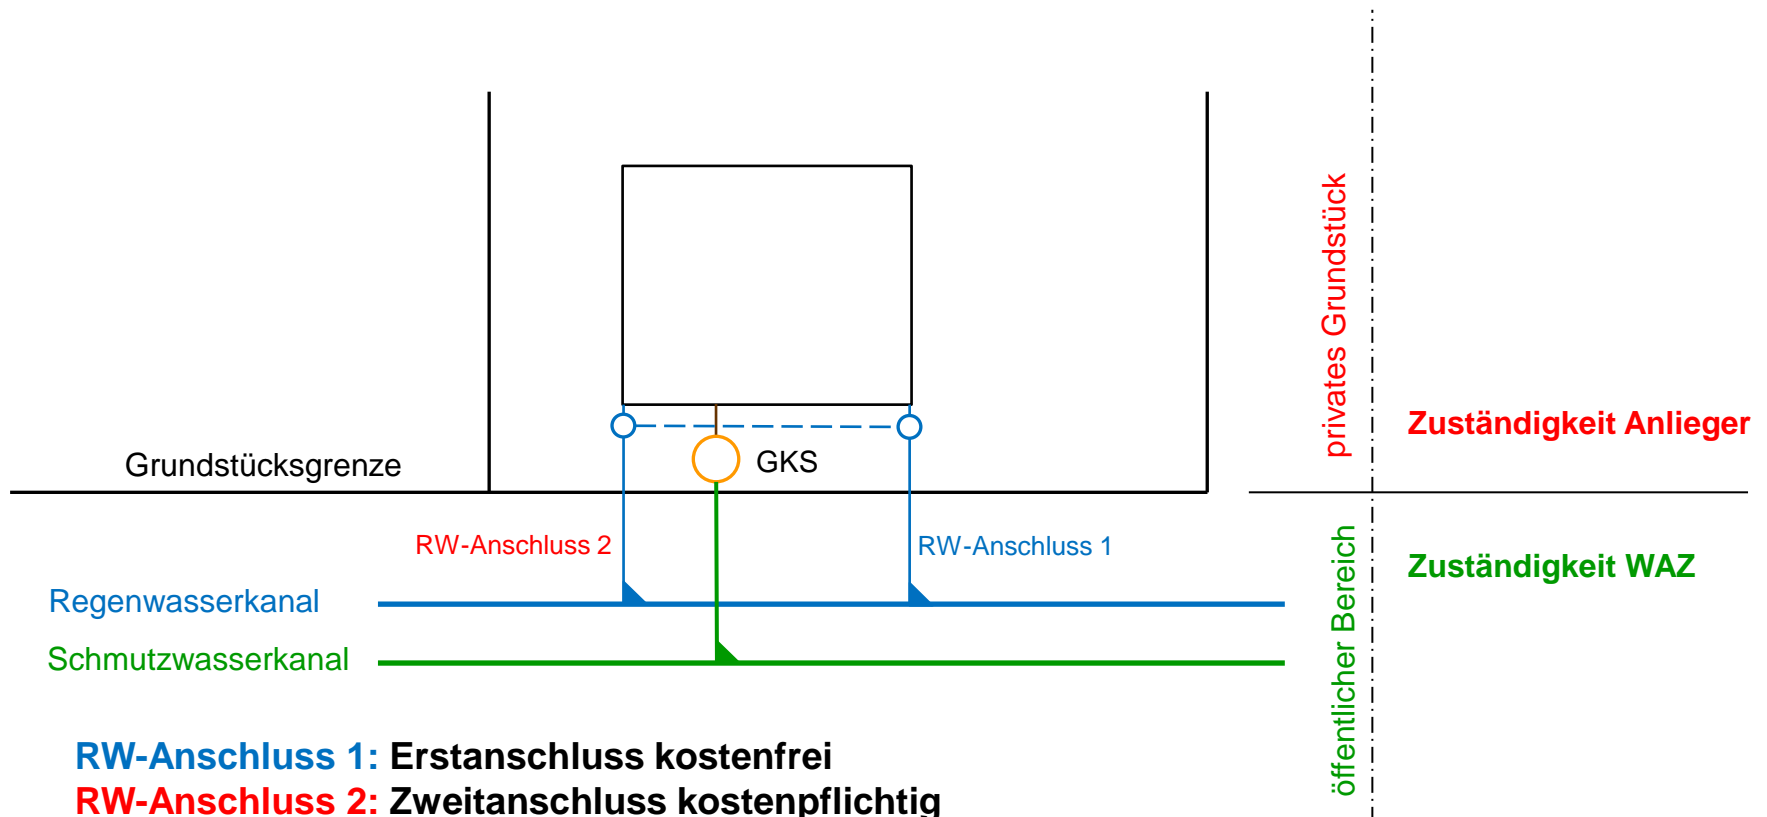 privates Grundstück
Zuständigkeit Anlieger
Grundstücksgrenze
GKS
RW-Anschluss 2
RW-Anschluss 1
öffentlicher Bereich
Zuständigkeit WAZ
Regenwasserkanal
Schmutzwasserkanal
RW-Anschluss 1: Erstanschluss kostenfrei
RW-Anschluss 2: Zweitanschluss kostenpflichtig